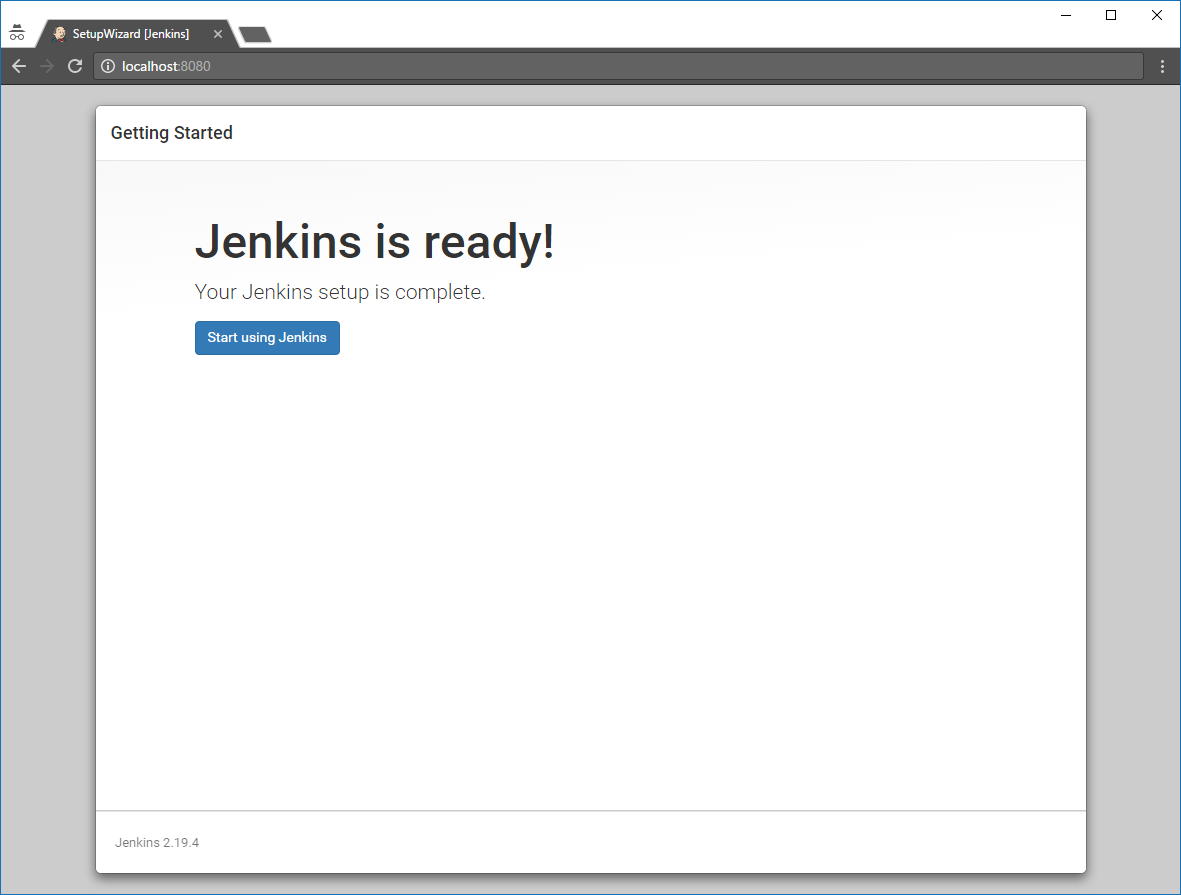 SetupWizard [Jenkins]
localhost:8080
Getting Started
Jenkins is ready!
Your Jenkins setup is complete.
Start using Jenkins
Jenkins 2.19.4